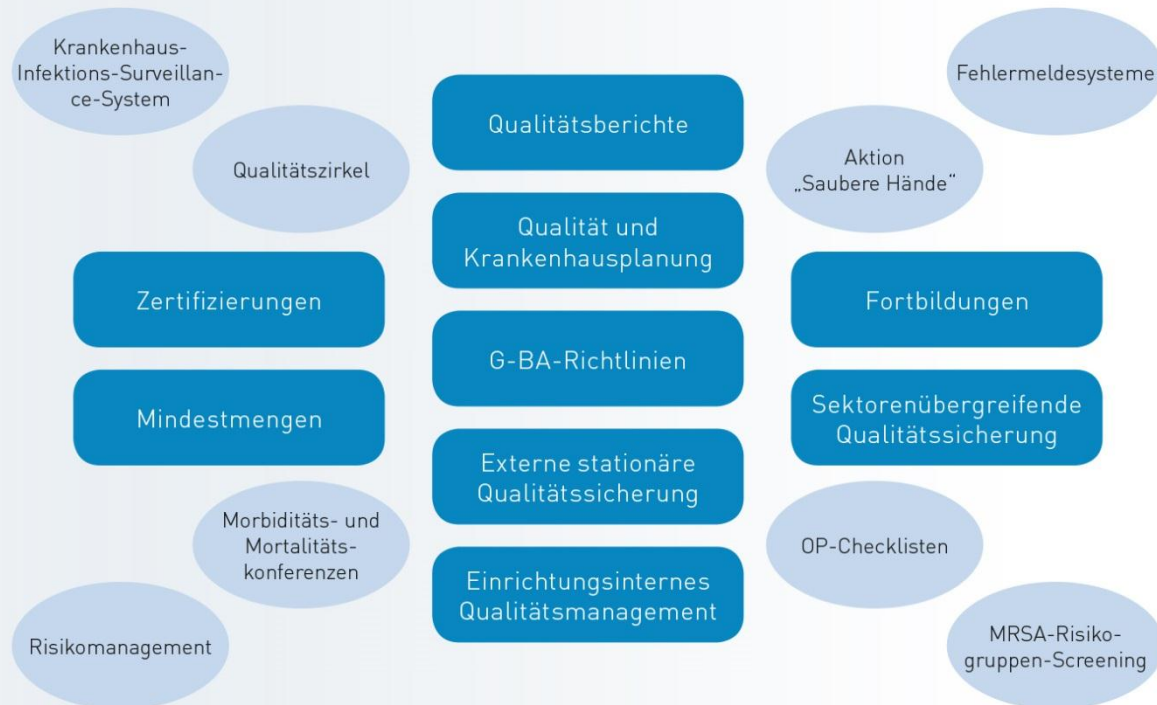 Krankenhaus-
Infektions-Surveillan-
ce-System
Fehlermeldesysteme
Qualitätsberichte
Qualitätszirkel
Aktion
„Saubere Hände“
Qualität und
Krankenhausplanung
Zertifizierungen
Fortbildungen
G-BA-Richtlinien
Mindestmengen
Sektorenübergreifende
Qualitätssicherung
Externe stationäre
Qualitätssicherung
Morbiditäts- und
Mortalitäts-
konferenzen
OP-Checklisten
Einrichtungsinternes
Qualitätsmanagement
Risikomanagement
MRSA-Risiko-
gruppen-Screening